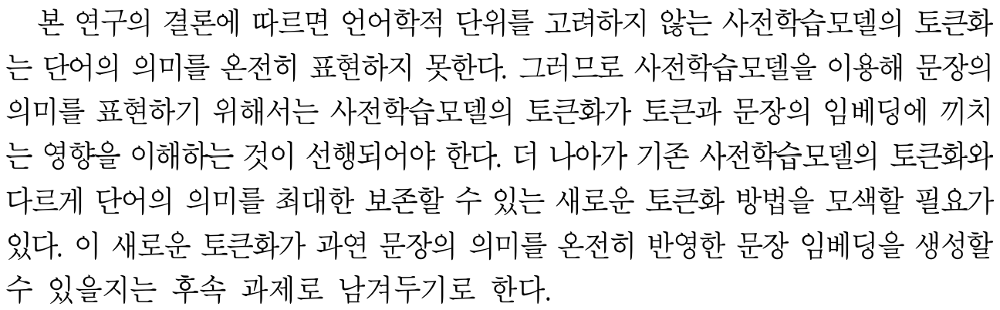 본 연구의 결론에 따르면 언어학적 단위를 고려하지 않는 사전학습모델의 토큰화
는 단어의 의미를 온전히 표현하지 못한다. 그러므로 사전학습모델을 이용해 문장의
의미를 표현하기 위해서는 사전학습모델의 토큰화가 토큰과 문장의 임베딩에 끼치
는 영향을 이해하는 것이 선행되어야 한다. 더 나아가 기존 사전학습모델의 토큰화와
다르게 단어의 의미를 최대한 보존할 수 있는 새로운 토큰화 방법을 모색할 필요가
있다. 이 새로운 토큰화가 과연 문장의 의미를 온전히 반영한 문장 임베딩을 생성할
수 있을지는 후속 과제로 남겨두기로 한다.